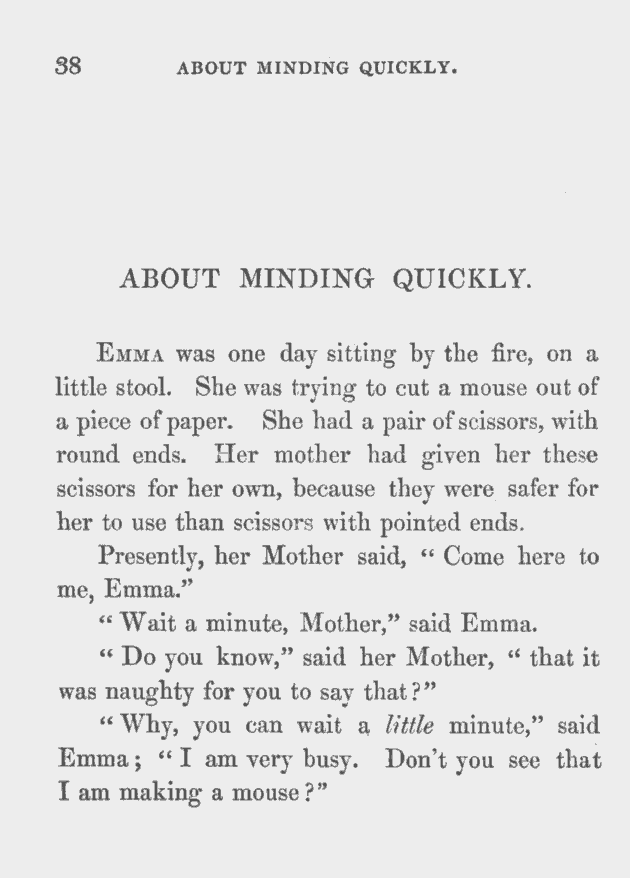 38 ABOUT MINDING QUICKLY.
ABOUT MINDING QUICKLY.
EMMA was one day sitting by the fire, on a
little stool. She was trying to cut a mouse out of
a piece of paper. She had a pair of scissors, with
round ends. Her mother had given her these
scissors for her own, because they were safer for
her to use than scissors with pointed ends.
Presently, her Mother said, “ Come here to
me, Emma.”
“ Wait a minute, Mother,” said Emma.
“ Do you know,” said her Mother, “ that it
was naughty for you to say that?”
“ Why, you can wait a little minute,” said
Emma; “ I am very busy. Don't you see that
I am making a mouse?”